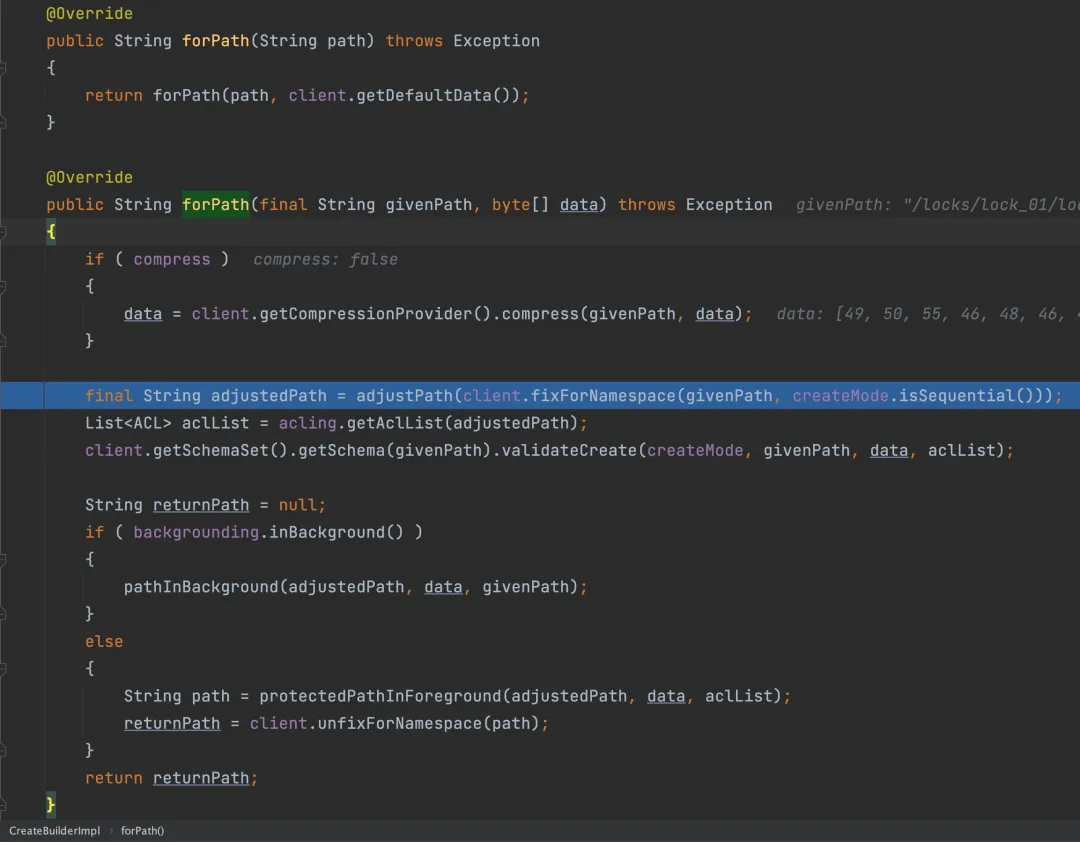 @Override
public String forPath(String path) throws Exception
{
return forPath(path, client.getDefaultData());
}
@Override
public String forPath(final String givenPath, byte[] data) throws Exception givenPath: "/locks/lock_01/lo
{
if ( compress ) compress: false
{
data = client.getCompressionProvider().compress(givenPath, data); data: [49, 50, 55, 46, 48, 46,
}
final String adjustedPath = adjustPath(client.fixForNamespace(givenPath, createMode.isSequential()));
List<ACL> aclList = acling.getAclList(adjustedPath);
client.getSchemaSet().getSchema(givenPath).validateCreate(createMode, givenPath, data, aclList);
String returnPath = null;
if ( backgrounding.inBackground() )
{
pathInBackground(adjustedPath, data, givenPath);
}
else
{
String path = protectedPathInForeground(adjustedPath, data, aclList);
returnPath = client.unfixForNamespace(path);
}
return returnPath;
}
CreateBuilderImpl › forPath()